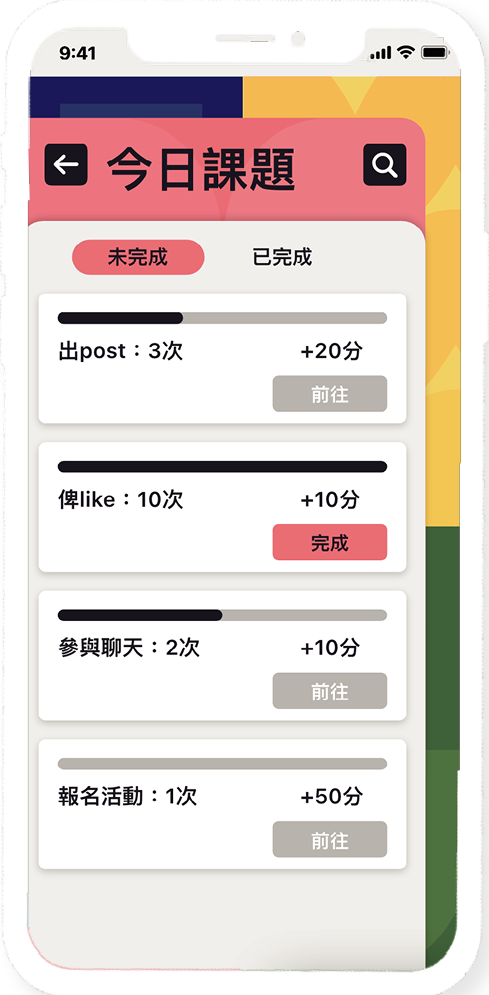 9:41
今日課題
未完成 已完成
出post：3次 +20分
前往
俾like：10次 +10分
完成
參與聊天：2次 +10分
前往
報名活動：1次 +50分
前往